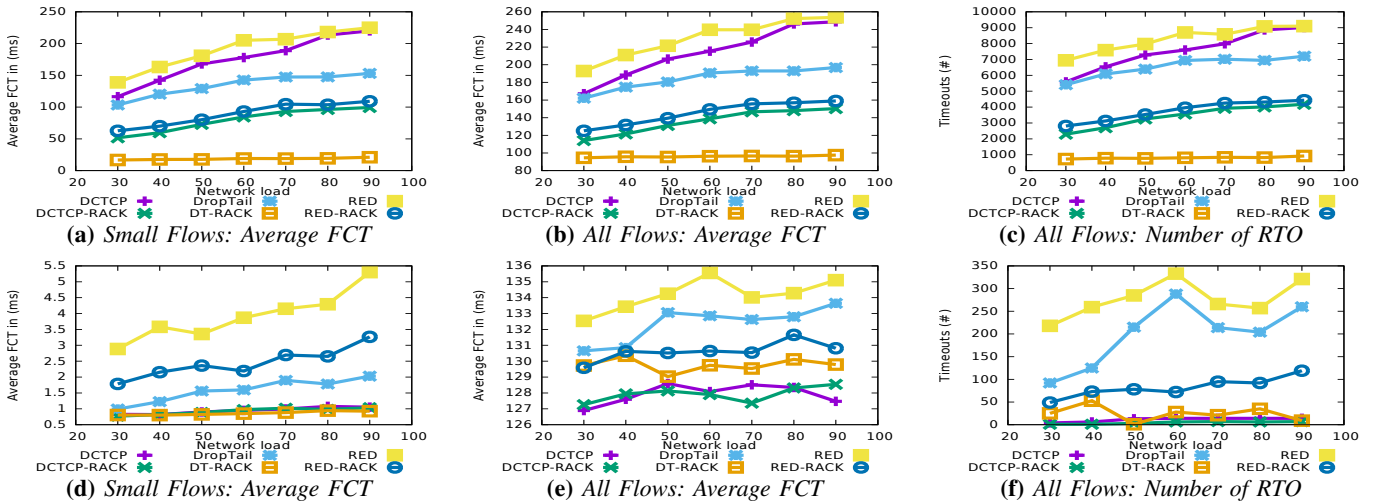 250
200
150
100
50
0
Average FCT in (ms)
20 30 40 50 60 70 80 90 100
Network load
DCTCP DropTail RED
DCTCP-RACK DT-RACK RED-RACK
(a) Small Flows: Average FCT
260
240
220
200
180
160
140
120
100
80
Average FCT in (ms)
20 30 40 50 60 70 80 90 100
Network load
DCTCP DropTail RED
DCTCP-RACK DT-RACK RED-RACK
(b) All Flows: Average FCT
10000
9000
8000
7000
6000
5000
4000
3000
2000
1000
0
Timeouts (#)
20 30 40 50 60 70 80 90 100
Network load
DCTCP DropTail RED
DCTCP-RACK DT-RACK RED-RACK
(c) All Flows: Number of RTO
5.5
5
4.5
4
3.5
3
2.5
2
1.5
1
0.5
Average FCT in (ms)
20 30 40 50 60 70 80 90 100
Network load
DCTCP DropTail RED
DCTCP-RACK DT-RACK RED-RACK
(d) Small Flows: Average FCT
136
134
133
132
131
130
129
128
127
126
Average FCT in (ms)
20 30 40 50 60 70 80 90 100
Network load
DCTCP DropTail RED
DCTCP-RACK DT-RACK RED-RACK
(e) All Flows: Average FCT
350
300
250
200
150
100
50
0
Timeouts (#)
20 30 40 50 60 70 80 90 100
Network load
DCTCP DropTail RED
DCTCP-RACK DT-RACK RED-RACK
(f) All Flows: Number of RTO